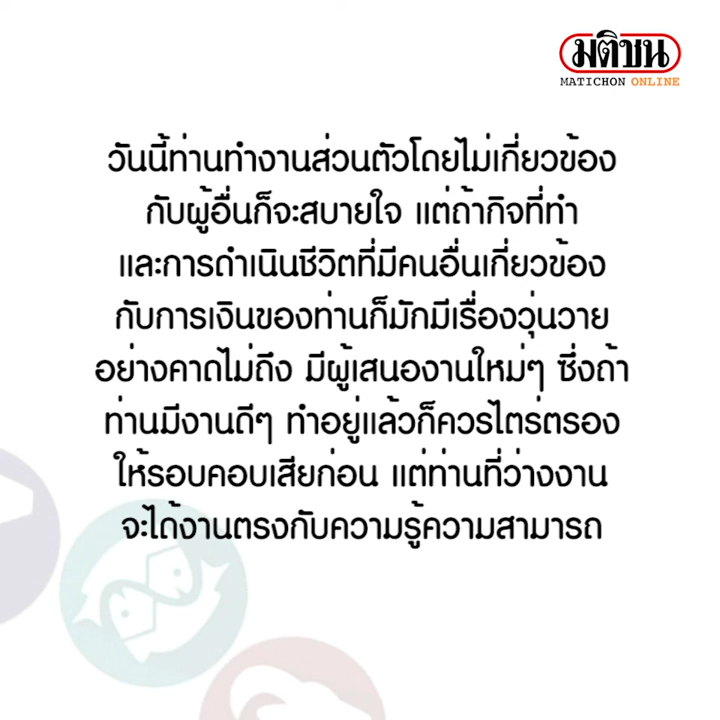 มติชน
MATICHON ONLINE
วันนี้ท่านทำงานส่วนตัวโดยไม่เกี่ยวข้อง
กับผู้อื่นก็จะสบายใจ แต่ถ้ากิจที่ทำ
และการดำเนินชีวิตที่มีคนอื่นเกี่ยวข้อง
กับการเงินของท่านก็มักมีเรื่องวุ่นวาย
อย่างคาดไม่ถึง มีผู้เสนองานใหม่ๆ ซึ่งถ้า
ท่านมีงานดีๆ ทำอยู่แล้วก็ควรไตร่ตรอง
ให้รอบคอบเสียก่อน แต่ท่านที่ว่างงาน
จะได้งานตรงกับความรู้ความสามารถ